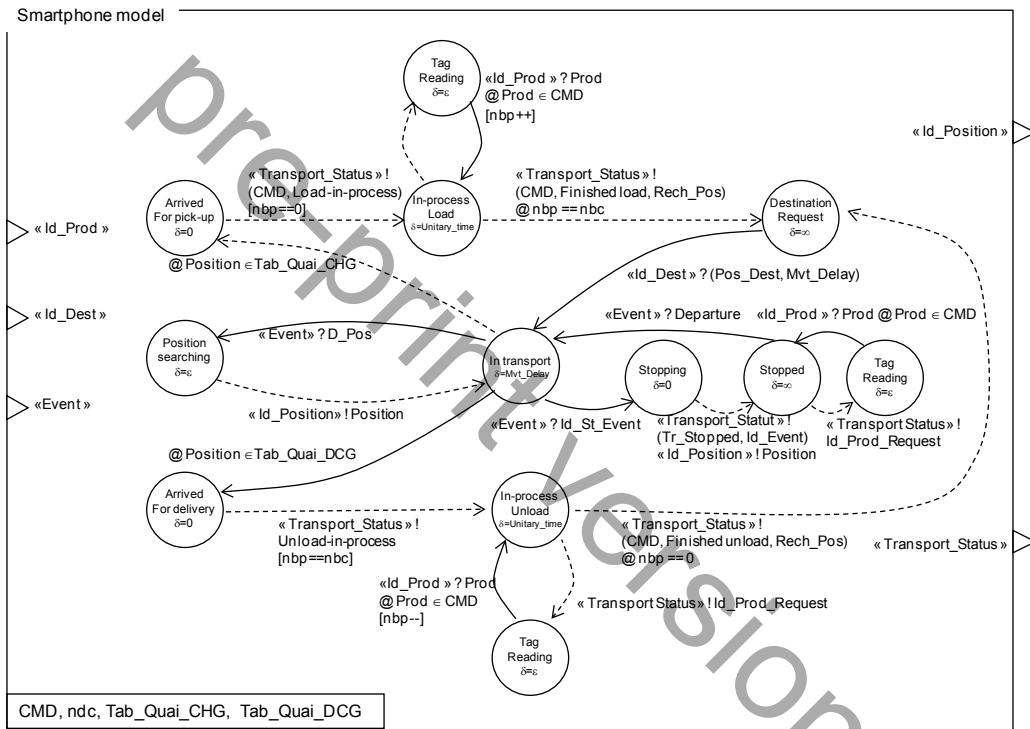 Smartphone model
Tag
Reading
δ=ε
«Id_Prod » ? Prod
@Prod ∈ CMD
[nbp++]
« Id_Position»
« Transport_Status» !
(CMD, Load-in-process)
[nbp==0]
« Transport_Status» !
(CMD, Finished load, Rech_Pos)
@ nbp == nbc
Arrived
For pick-up
δ=0
In-process
Load
δ=Unitary_time
Destination
Request
δ=∞
« Id_Prod»
@Position ∈Tab_Quai_CHG
«Id_Dest» ? (Pos_Dest, Mvt_Delay)
« Id_Dest»
«Event» ? Departure
«Id_Prod» ? Prod @Prod ∈ CMD
«Event» ? D_Pos
Position
searching
δ=ε
In transport
δ=Mvt_Delay
Stopping
δ=0
Stopped
δ=∞
Tag
Reading
δ=ε
«Event»
« Id_Position» ! Position
«Event» ? Id_St_Event
«Transport_Statut» !
(Tr_Stopped, Id_Event)
« Id_Position» ! Position
« Transport Status» !
Id_Prod_Request
@Position ∈Tab_Quai_DCG
Arrived
For delivery
δ=0
In-process
Unload
δ=Unitary_time
« Transport_Status» !
Unload-in-process
[nbp==nbc]
« Transport_Status» !
(CMD, Finished unload, Rech_Pos)
@ nbp == 0
« Transport_Status»
«Id_Prod » ? Prod
@Prod ∈ CMD
[nbp--]
« Transport Status» ! Id_Prod_Request
Tag
Reading
δ=ε
CMD, ndc, Tab_Quai_CHG, Tab_Quai_DCG
pre-print version